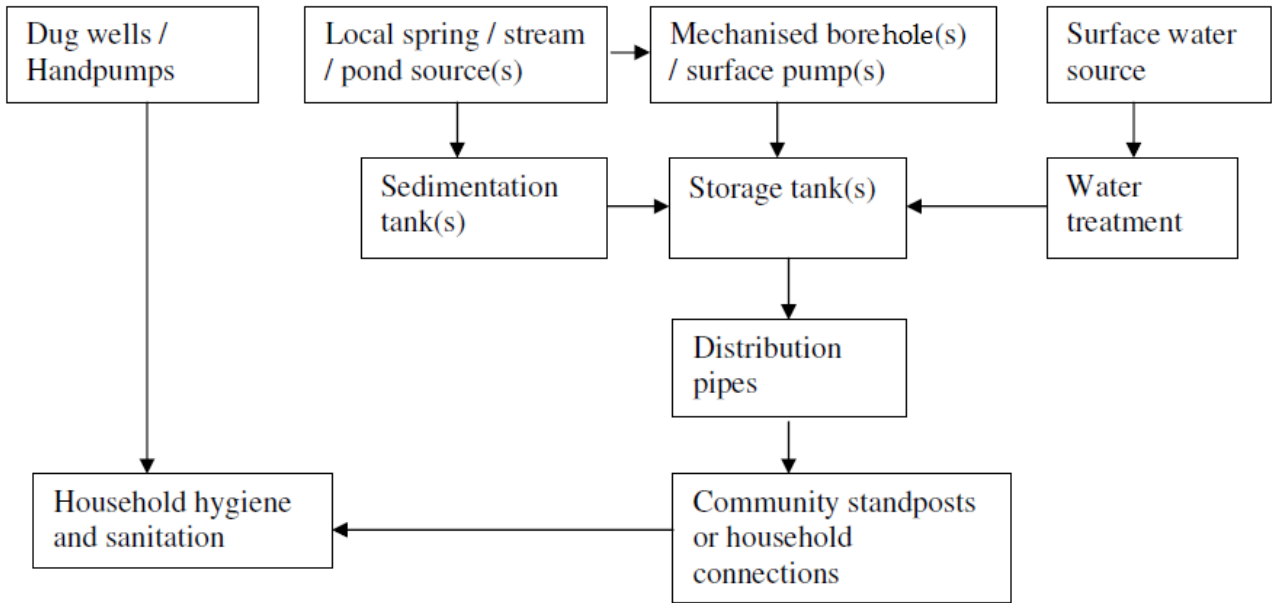 Dug wells /
Handpumps
Local spring / stream
/ pond source(s)
Mechanised borehole(s)
/ surface pump(s)
Surface water
source
Sedimentation
tank(s)
Storage tank(s)
Water
treatment
Distribution
pipes
Household hygiene
and sanitation
Community standposts
or household
connections